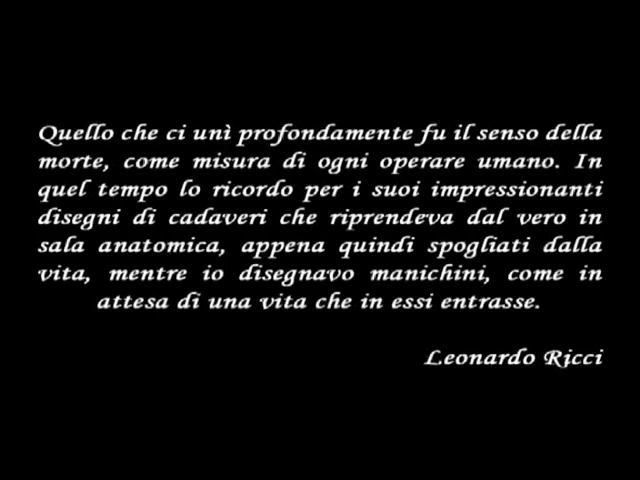 Quello che ci unì profondamente fu il senso della
morte, come misura di ogni operare umano. In
quel tempo lo ricordo per i suoi impressionanti
disegni di cadaveri che riprendeva dal vero in
sala anatomica, appena quindi spogliati dalla
vita, mentre io disegnavo manichini, come in
attesa di una vita che in essi entrasse.
Leonardo Ricci